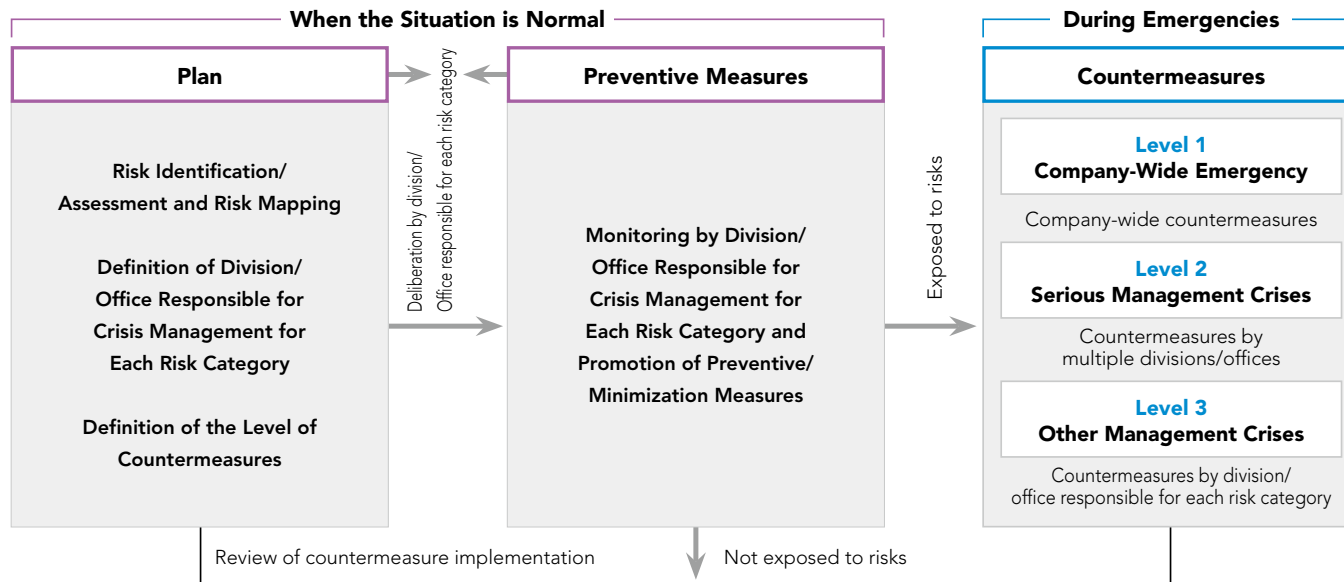 When the Situation is Normal
During Emergencies
Plan
Preventive Measures
Countermeasures
Risk Identification/
Assessment and Risk Mapping
Definition of Division/
Office Responsible for
Crisis Management for
Each Risk Category
Definition of the Level of
Countermeasures
Deliberation by division/
Office responsible for each risk category
Monitoring by Division/
Office Responsible for
Crisis Management for
Each Risk Category and
Promotion of Preventive/
Minimization Measures
Exposed to risks
Level 1
Company-Wide Emergency
Company-wide countermeasures
Level 2
Serious Management Crises
Countermeasures by
multiple divisions/offices
Level 3
Other Management Crises
Countermeasures by division/
office responsible for each risk category
Review of countermeasure implementation
Not exposed to risks